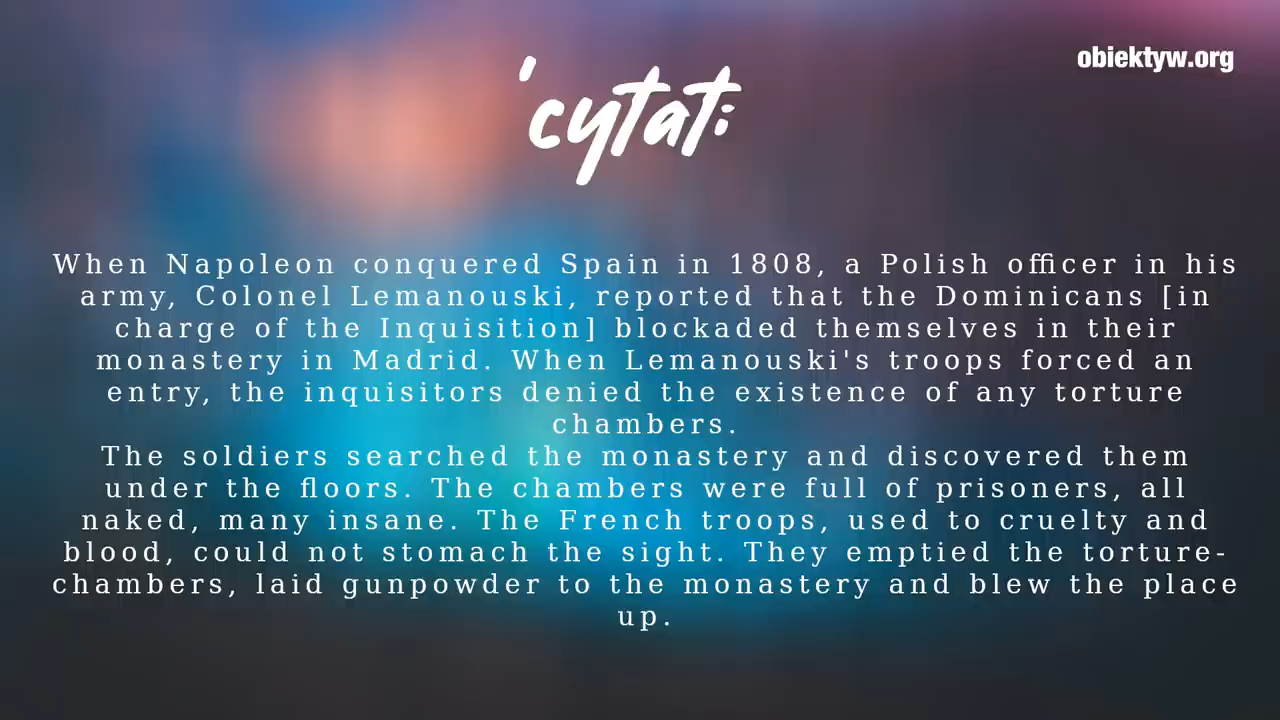 obiektyw.org
'cytat:
When Napoleon conquered Spain in 1808, a Polish officer in his
army, Colonel Lemanouski, reported that the Dominicans [in
charge of the Inquisition] blockaded themselves in their
monastery in Madrid. When Lemanouski's troops forced an
entry, the inquisitors denied the existence of any torture
chambers.
The soldiers searched the monastery and discovered them
under the floors. The chambers were full of prisoners, all
naked, many insane. The French troops, used to cruelty and
blood, could not stomach the sight. They emptied the torture-
chambers, laid gunpowder to the monastery and blew the place
up.